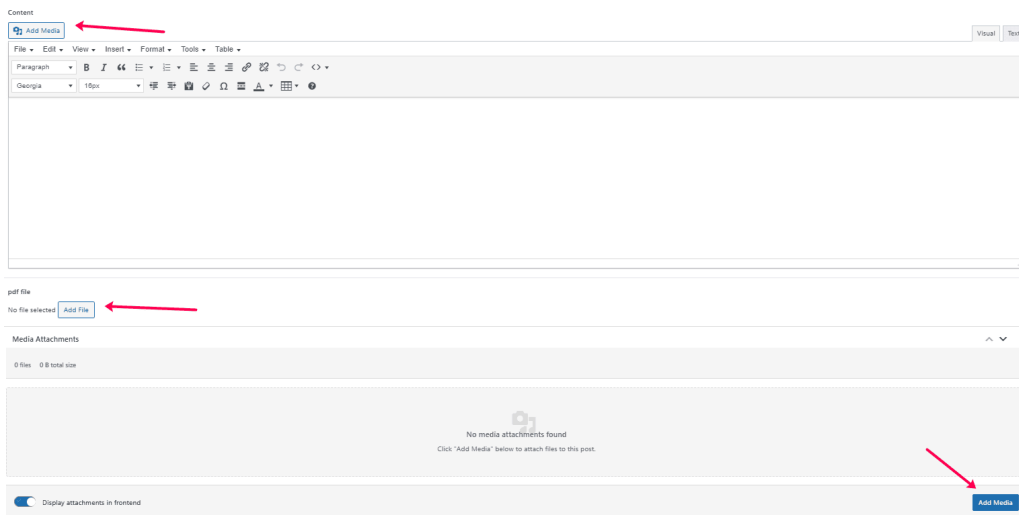 Content
Add Media
Visual Text
File Edit View Insert Format Tools Table
Paragraph
Georgia 16px
pdf file
No file selected Add File
Media Attachments
0 files 0 B total size
No media attachments found
Click "Add Media" below to attach files to this post.
Display attachments in frontend Add Media